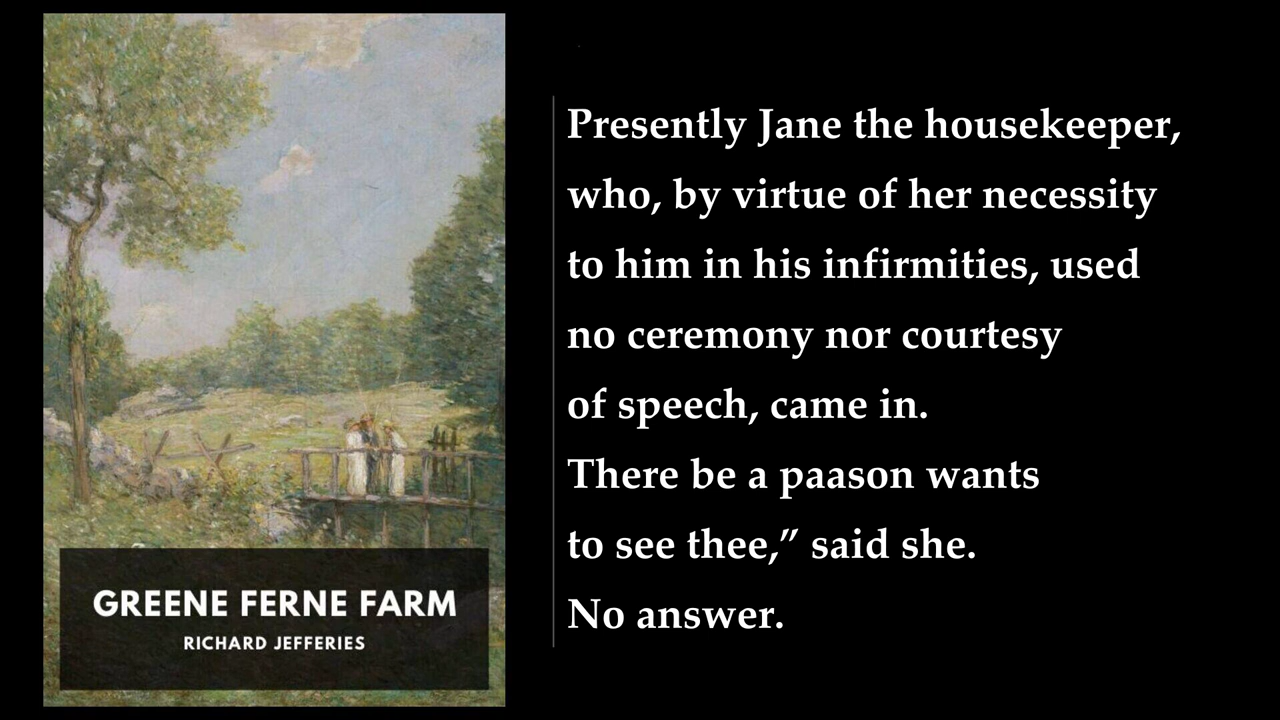 GREENE FERNE FARM
RICHARD JEFFERIES
Presently Jane the housekeeper,
who, by virtue of her necessity
to him in his infirmities, used
no ceremony nor courtesy
of speech, came in.
There be a paason wants
to see thee,” said she.
No answer.